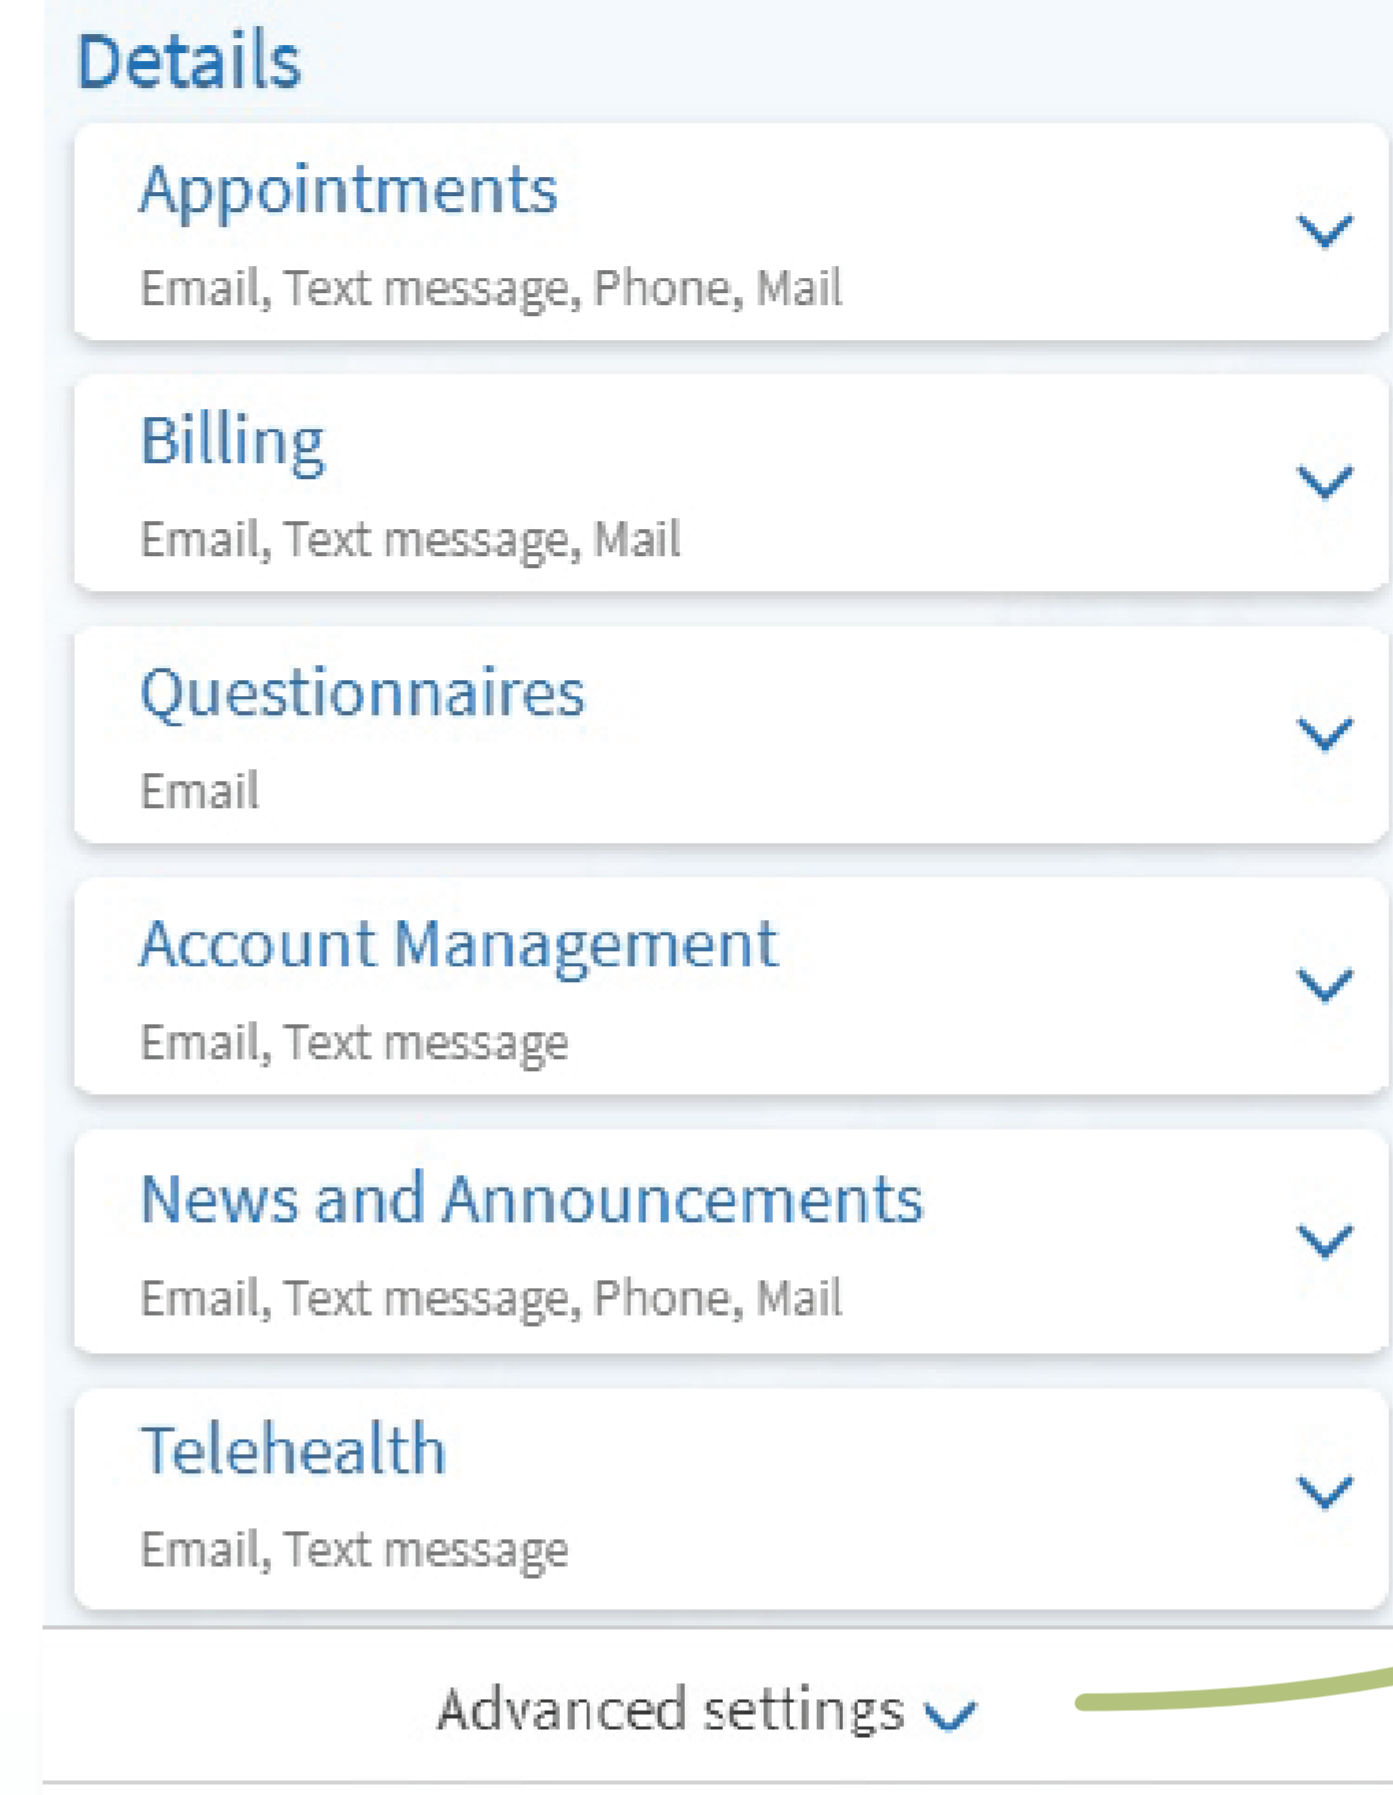 Details
Appointments
Email, Text message, Phone, Mail
Billing
Email, Text message, Mail
Questionnaires
Email
Account Management
Email, Text message
News and Announcements
Email, Text message, Phone, Mail
Telehealth
Email, Text message
Advanced settings